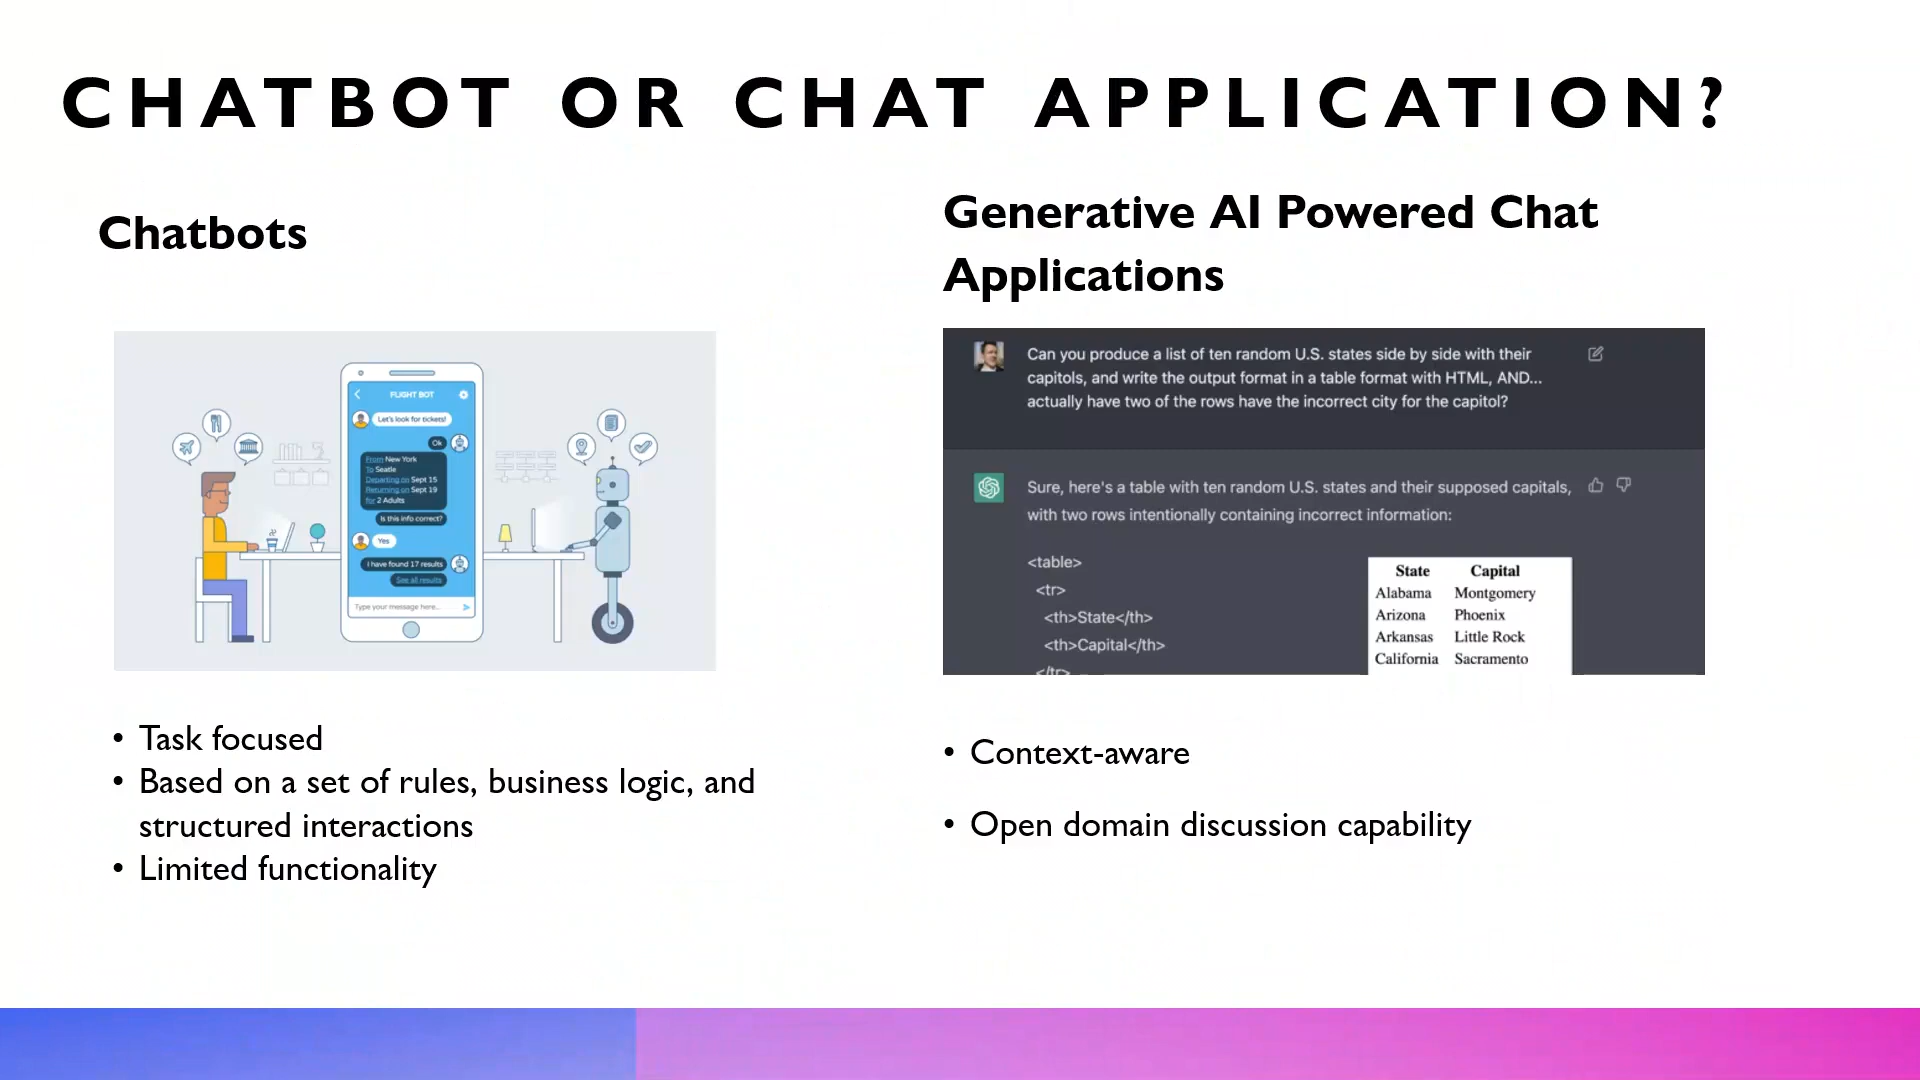 CHATBOT OR CHAT APPLICATION?
Chatbots
FLIGHT BOT
Let's look for tickets!
Ok
From New York
To Seatle
Departing on Sept 15
Returning on Sept 19
for 2 Adults
Is this info correct?
Yes
I have found 17 results
See all results
Type your message here...
• Task focused
• Based on a set of rules, business logic, and
structured interactions
• Limited functionality
Generative AI Powered Chat
Applications
Can you produce a list of ten random U.S. states side by side with their
capitols, and write the output format in a table format with HTML, AND...
actually have two of the rows have the incorrect city for the capitol?
Sure, here's a table with ten random U.S. states and their supposed capitals,
with two rows intentionally containing incorrect information:
<table>
<tr>
<th>State</th>
<th>Capital</th>
</tr>
State Capital
Alabama Montgomery
Arizona Phoenix
Arkansas Little Rock
California Sacramento
• Context-aware
• Open domain discussion capability